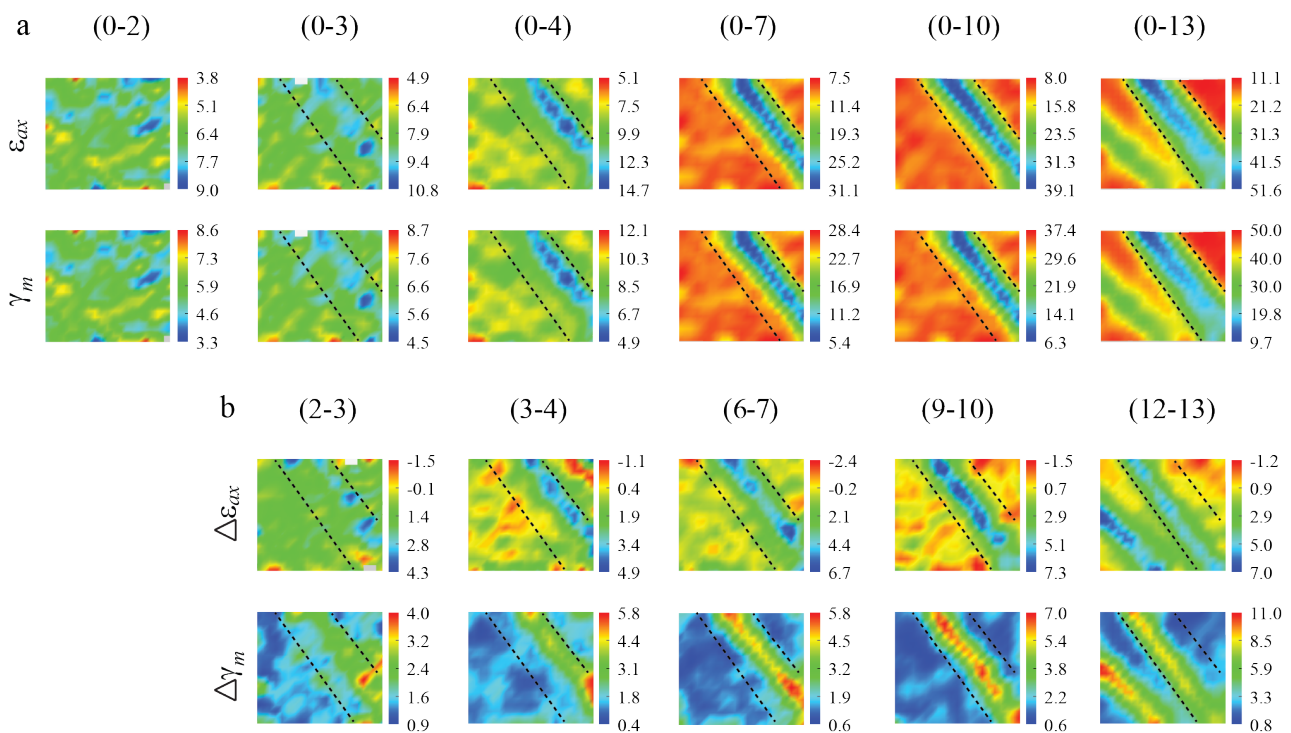 a (0-2) (0-3) (0-4) (0-7) (0-10) (0-13)
εax
3.8 4.9 5.1 7.5 8.0 11.1
5.1 6.4 7.5 11.4 15.8 21.2
6.4 7.9 9.9 19.3 23.5 31.3
7.7 9.4 12.3 25.2 31.3 41.5
9.0 10.8 14.7 31.1 39.1 51.6
γm
8.6 8.7 12.1 28.4 37.4 50.0
7.3 7.6 10.3 22.7 29.6 40.0
5.9 6.6 8.5 16.9 21.9 30.0
4.6 5.6 6.7 11.2 14.1 19.8
3.3 4.5 4.9 5.4 6.3 9.7
b (2-3) (3-4) (6-7) (9-10) (12-13)
△εax
-1.5 -1.1 -2.4 -1.5 -1.2
-0.1 0.4 -0.2 0.7 0.9
1.4 1.9 2.1 2.9 2.9
2.8 3.4 4.4 5.1 5.0
4.3 4.9 6.7 7.3 7.0
△γm
4.0 5.8 5.8 7.0 11.0
3.2 4.4 4.5 5.4 8.5
2.4 3.1 3.2 3.8 5.9
1.6 1.8 1.9 2.2 3.3
0.9 0.4 0.6 0.6 0.8